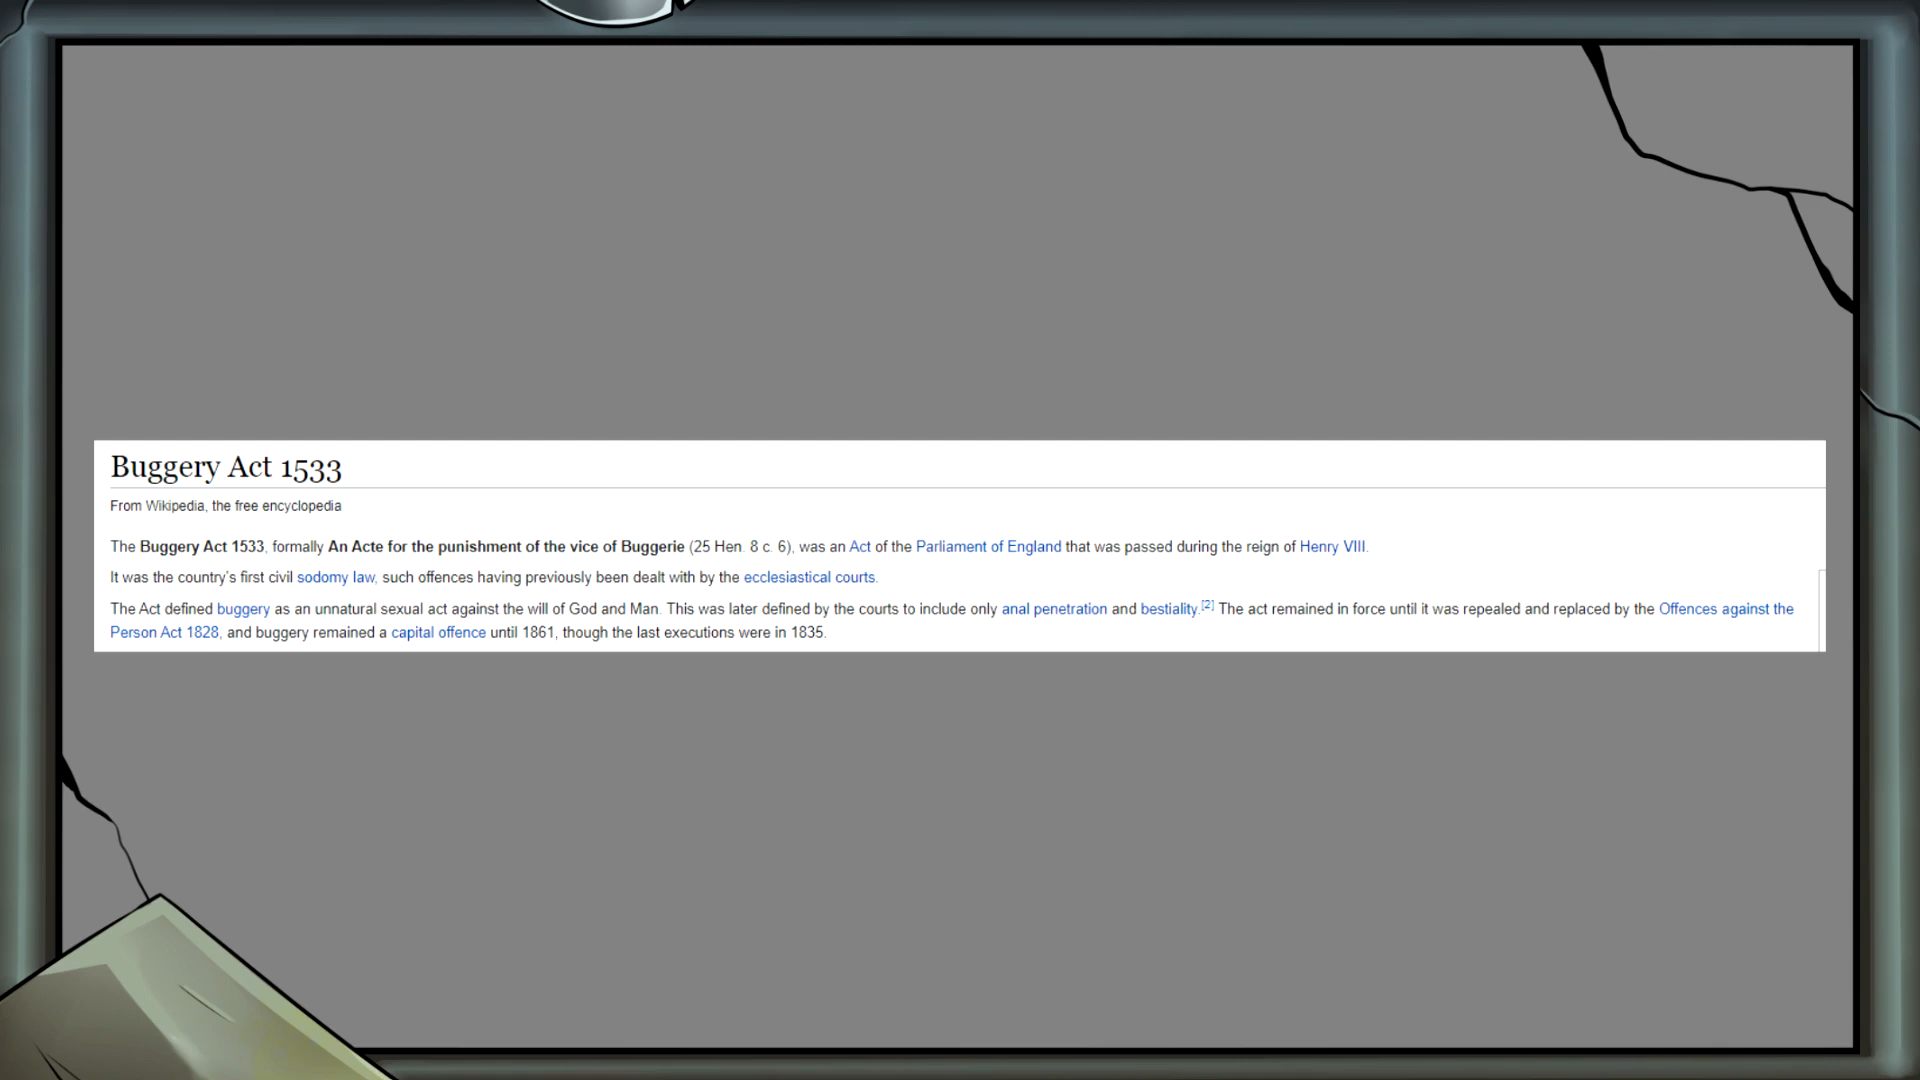 Buggery Act 1533
From Wikipedia, the free encyclopedia
The Buggery Act 1533, formally An Acte for the punishment of the vice of Buggerie (25 Hen. 8 c. 6), was an Act of the Parliament of England that was passed during the reign of Henry VIII.
It was the country's first civil sodomy law, such offences having previously been dealt with by the ecclesiastical courts.
The Act defined buggery as an unnatural sexual act against the will of God and Man. This was later defined by the courts to include only anal penetration and bestiality.[2] The act remained in force until it was repealed and replaced by the Offences against the
Person Act 1828, and buggery remained a capital offence until 1861, though the last executions were in 1835.